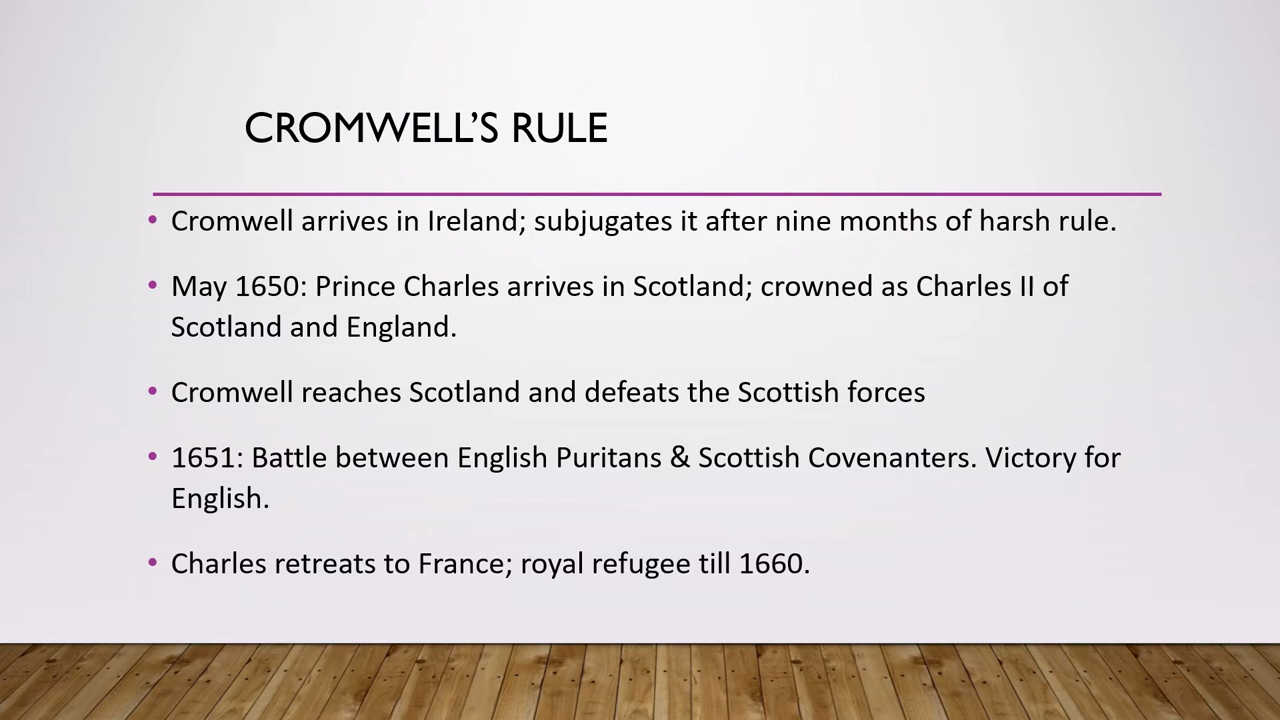 CROMWELL’S RULE
• Cromwell arrives in Ireland; subjugates it after nine months of harsh rule.
• May 1650: Prince Charles arrives in Scotland; crowned as Charles II of
Scotland and England.
• Cromwell reaches Scotland and defeats the Scottish forces
• 1651: Battle between English Puritans & Scottish Covenanters. Victory for
English.
• Charles retreats to France; royal refugee till 1660.